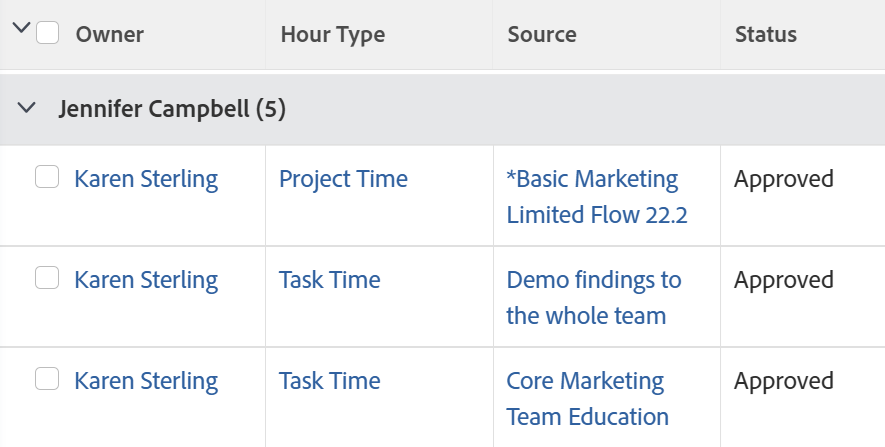 Owner Hour Type Source Status
Jennifer Campbell (5)
Karen Sterling Project Time *Basic Marketing Approved
Limited Flow 22.2
Karen Sterling Task Time Demo findings to Approved
the whole team
Karen Sterling Task Time Core Marketing Approved
Team Education